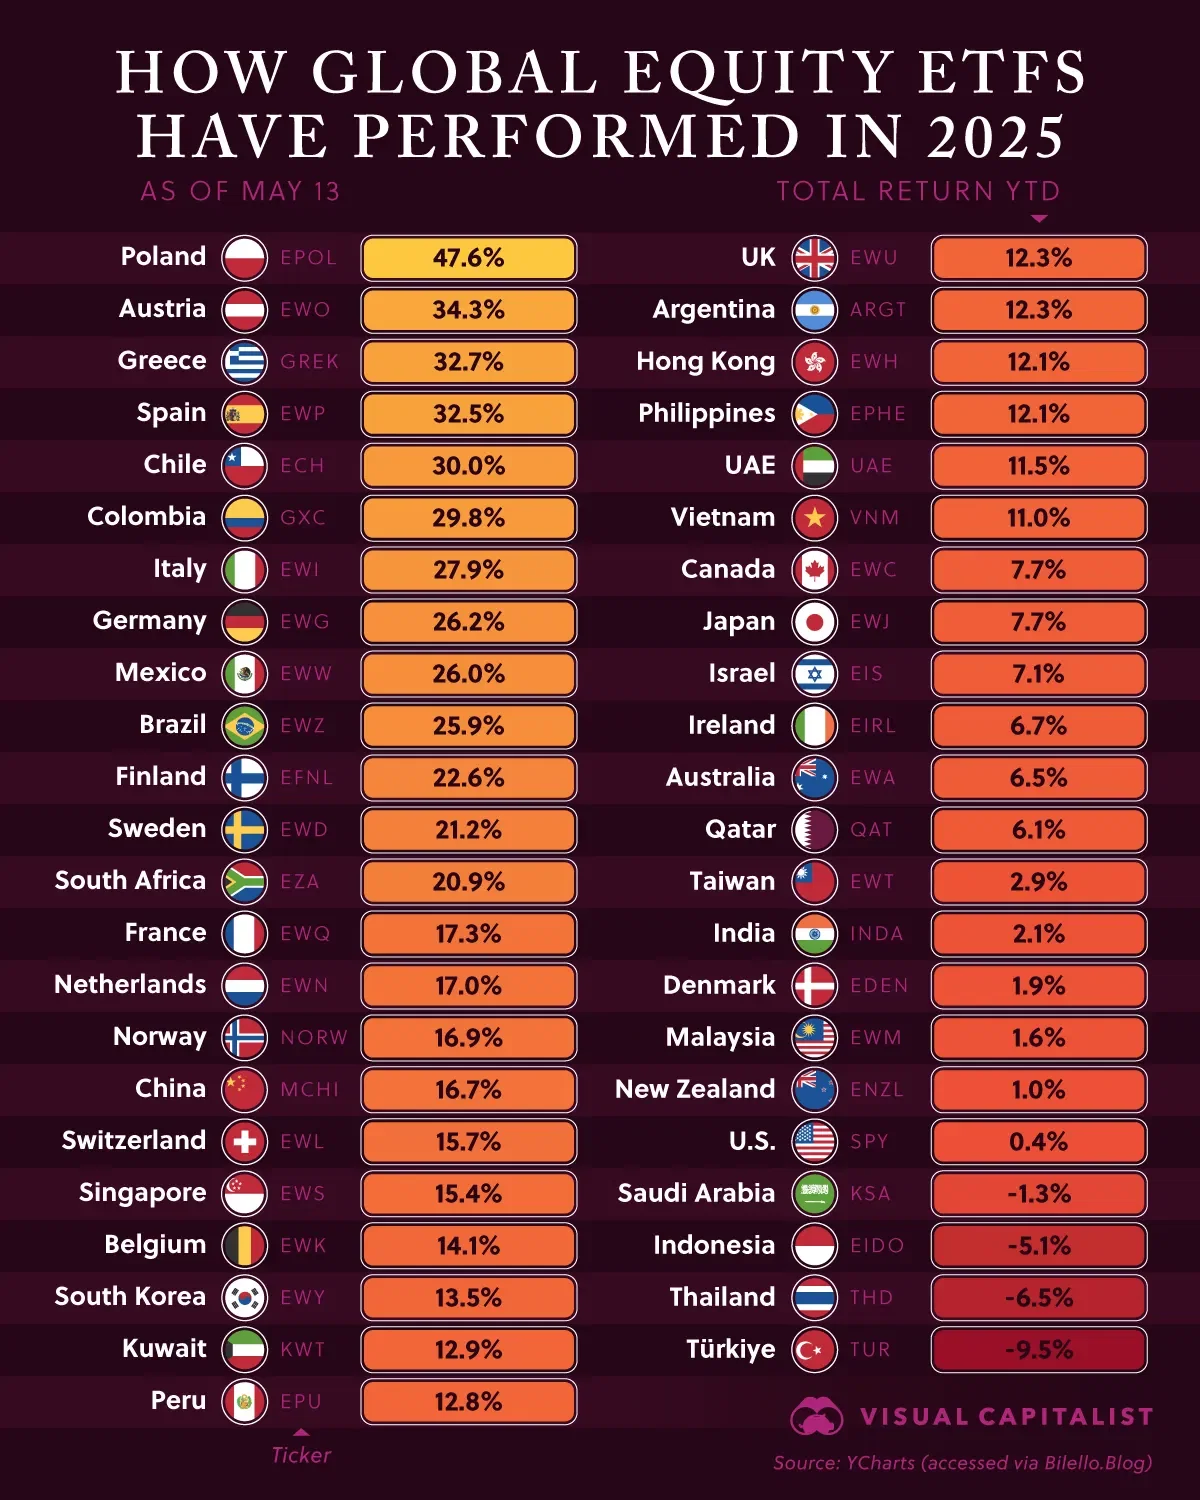 HOW GLOBAL EQUITY ETFS
HAVE PERFORMED IN 2025
AS OF MAY 13
TOTAL RETURN YTD
Poland EPOL 47.6%
Austria EWO 34.3%
Greece GREK 32.7%
Spain EWP 32.5%
Chile ECH 30.0%
Colombia GXC 29.8%
Italy EWI 27.9%
Germany EWG 26.2%
Mexico EWW 26.0%
Brazil EWZ 25.9%
Finland EFNL 22.6%
Sweden EWD 21.2%
South Africa EZA 20.9%
France EWQ 17.3%
Netherlands EWN 17.0%
Norway NORW 16.9%
China MCHI 16.7%
Switzerland EWL 15.7%
Singapore EWS 15.4%
Belgium EWK 14.1%
South Korea EWY 13.5%
Kuwait KWT 12.9%
Peru EPU 12.8%
Ticker
UK EWU 12.3%
Argentina ARGT 12.3%
Hong Kong EWH 12.1%
Philippines EPHE 12.1%
UAE UAE 11.5%
Vietnam VNM 11.0%
Canada EWC 7.7%
Japan EWJ 7.7%
Israel EIS 7.1%
Ireland EIRL 6.7%
Australia EWA 6.5%
Qatar QAT 6.1%
Taiwan EWT 2.9%
India INDA 2.1%
Denmark EDEN 1.9%
Malaysia EWM 1.6%
New Zealand ENZL 1.0%
U.S. SPY 0.4%
Saudi Arabia KSA -1.3%
Indonesia EIDO -5.1%
Thailand THD -6.5%
Türkiye TUR -9.5%
VISUAL CAPITALIST
Source: YCharts (accessed via Bilello.Blog)